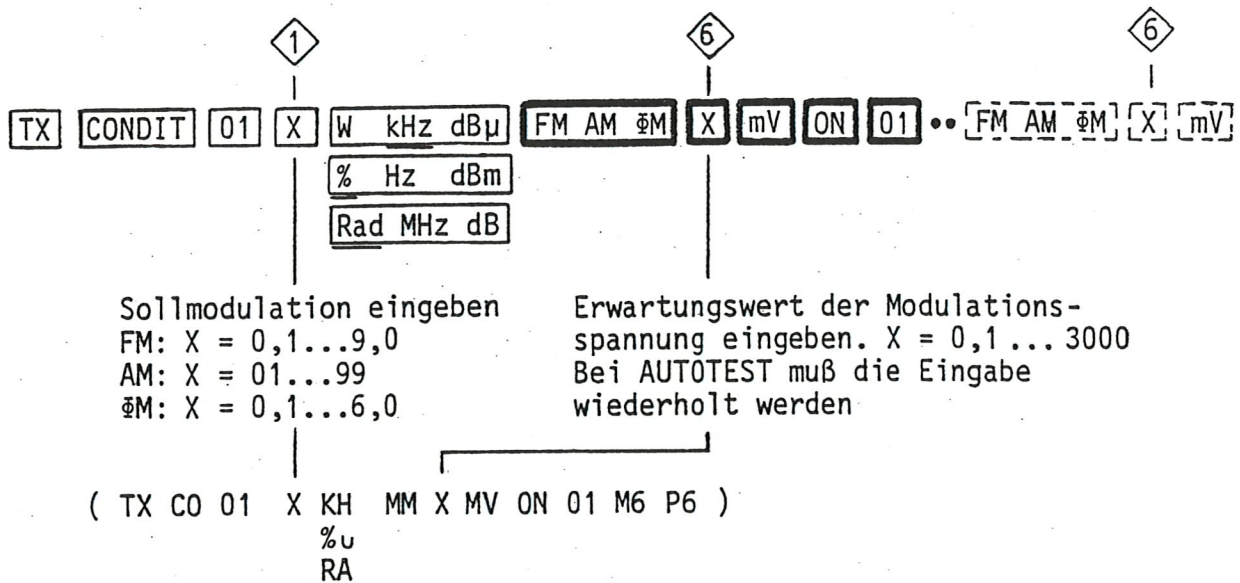 1 6 6
TX CONDIT 01 X W kHz dBµ FM AM ΦM X mV ON 01 •• FM AM ΦM X mV
% Hz dBm
Rad MHz dB
Sollmodulation eingeben
FM: X = 0,1...9,0
AM: X = 01...99
ΦM: X = 0,1...6,0
Erwartungswert der Modulations-
spannung eingeben. X = 0,1 ... 3000
Bei AUTOTEST muß die Eingabe
wiederholt werden
( TX CO 01 X KH MM X MV ON 01 M6 P6 )
%∪
RA